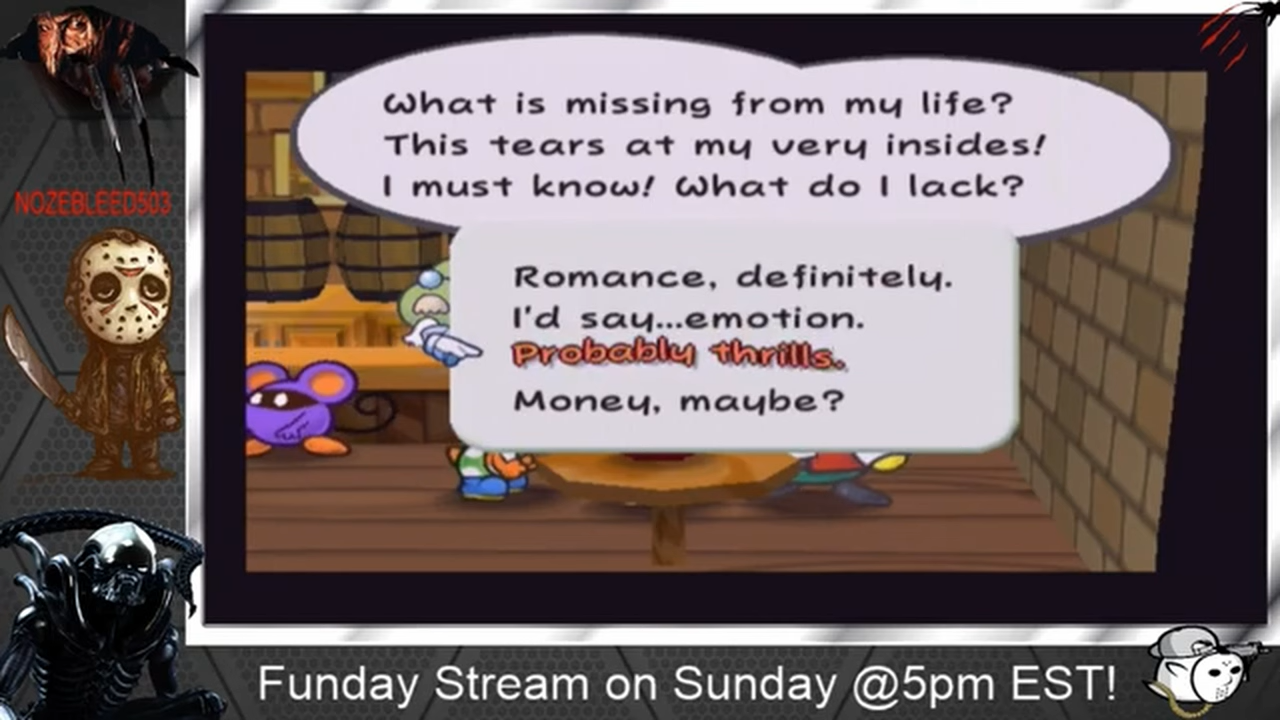 What is missing from my life?
This tears at my very insides!
I must know! What do I lack?
NOZEBLEED503
Romance, definitely.
I'd say...emotion.
Probably thrills.
Money, maybe?
Funday Stream on Sunday @5pm EST!